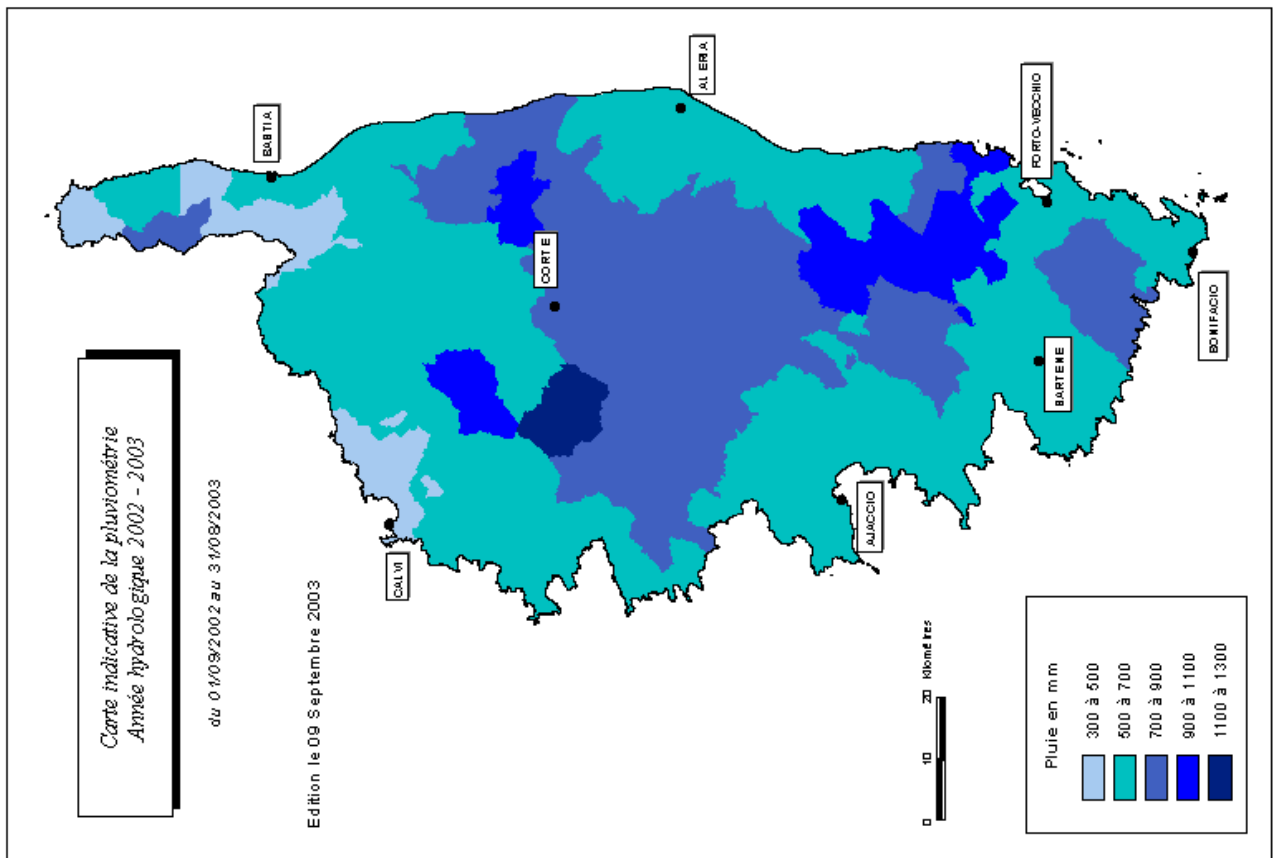 Carte indicative de la pluviométrie
Année hydrologique 2002 - 2003
du 01/09/2002 au 31/08/2003
Edition le 09 Septembre 2003
BABTIA
ALERIA
CORTE
CALVI
AJACCIO
PORTO-VECCHIO
BARTENE
BONIFACIO
0 10 20 Kilomètres
Pluie en mm
300 à 500
500 à 700
700 à 900
900 à 1100
1100 à 1300